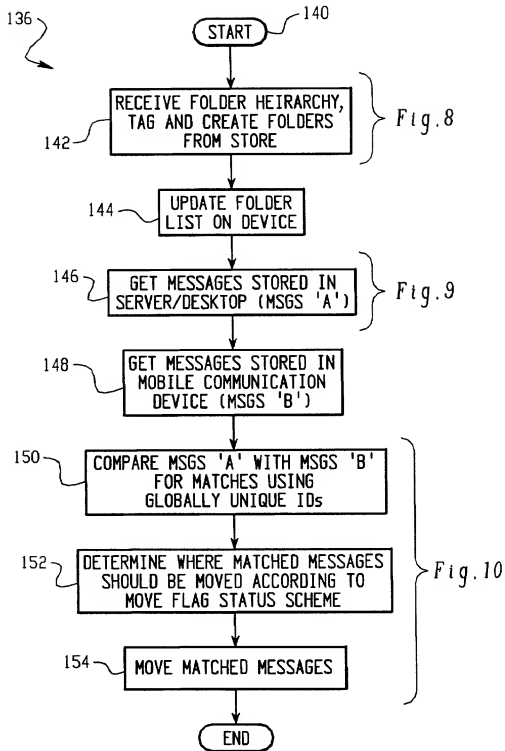 136
START
140
RECEIVE FOLDER HEIRARCHY,
TAG AND CREATE FOLDERS
FROM STORE
142
Fig.8
144
UPDATE FOLDER
LIST ON DEVICE
146
GET MESSAGES STORED IN
SERVER/DESKTOP (MSGS 'A')
Fig.9
148
GET MESSAGES STORED IN
MOBILE COMMUNICATION
DEVICE (MSGS 'B')
150
COMPARE MSGS 'A' WITH MSGS 'B'
FOR MATCHES USING
GLOBALLY UNIQUE IDs
152
DETERMINE WHERE MATCHED MESSAGES
SHOULD BE MOVED ACCORDING TO
MOVE FLAG STATUS SCHEME
Fig.10
154
MOVE MATCHED MESSAGES
END